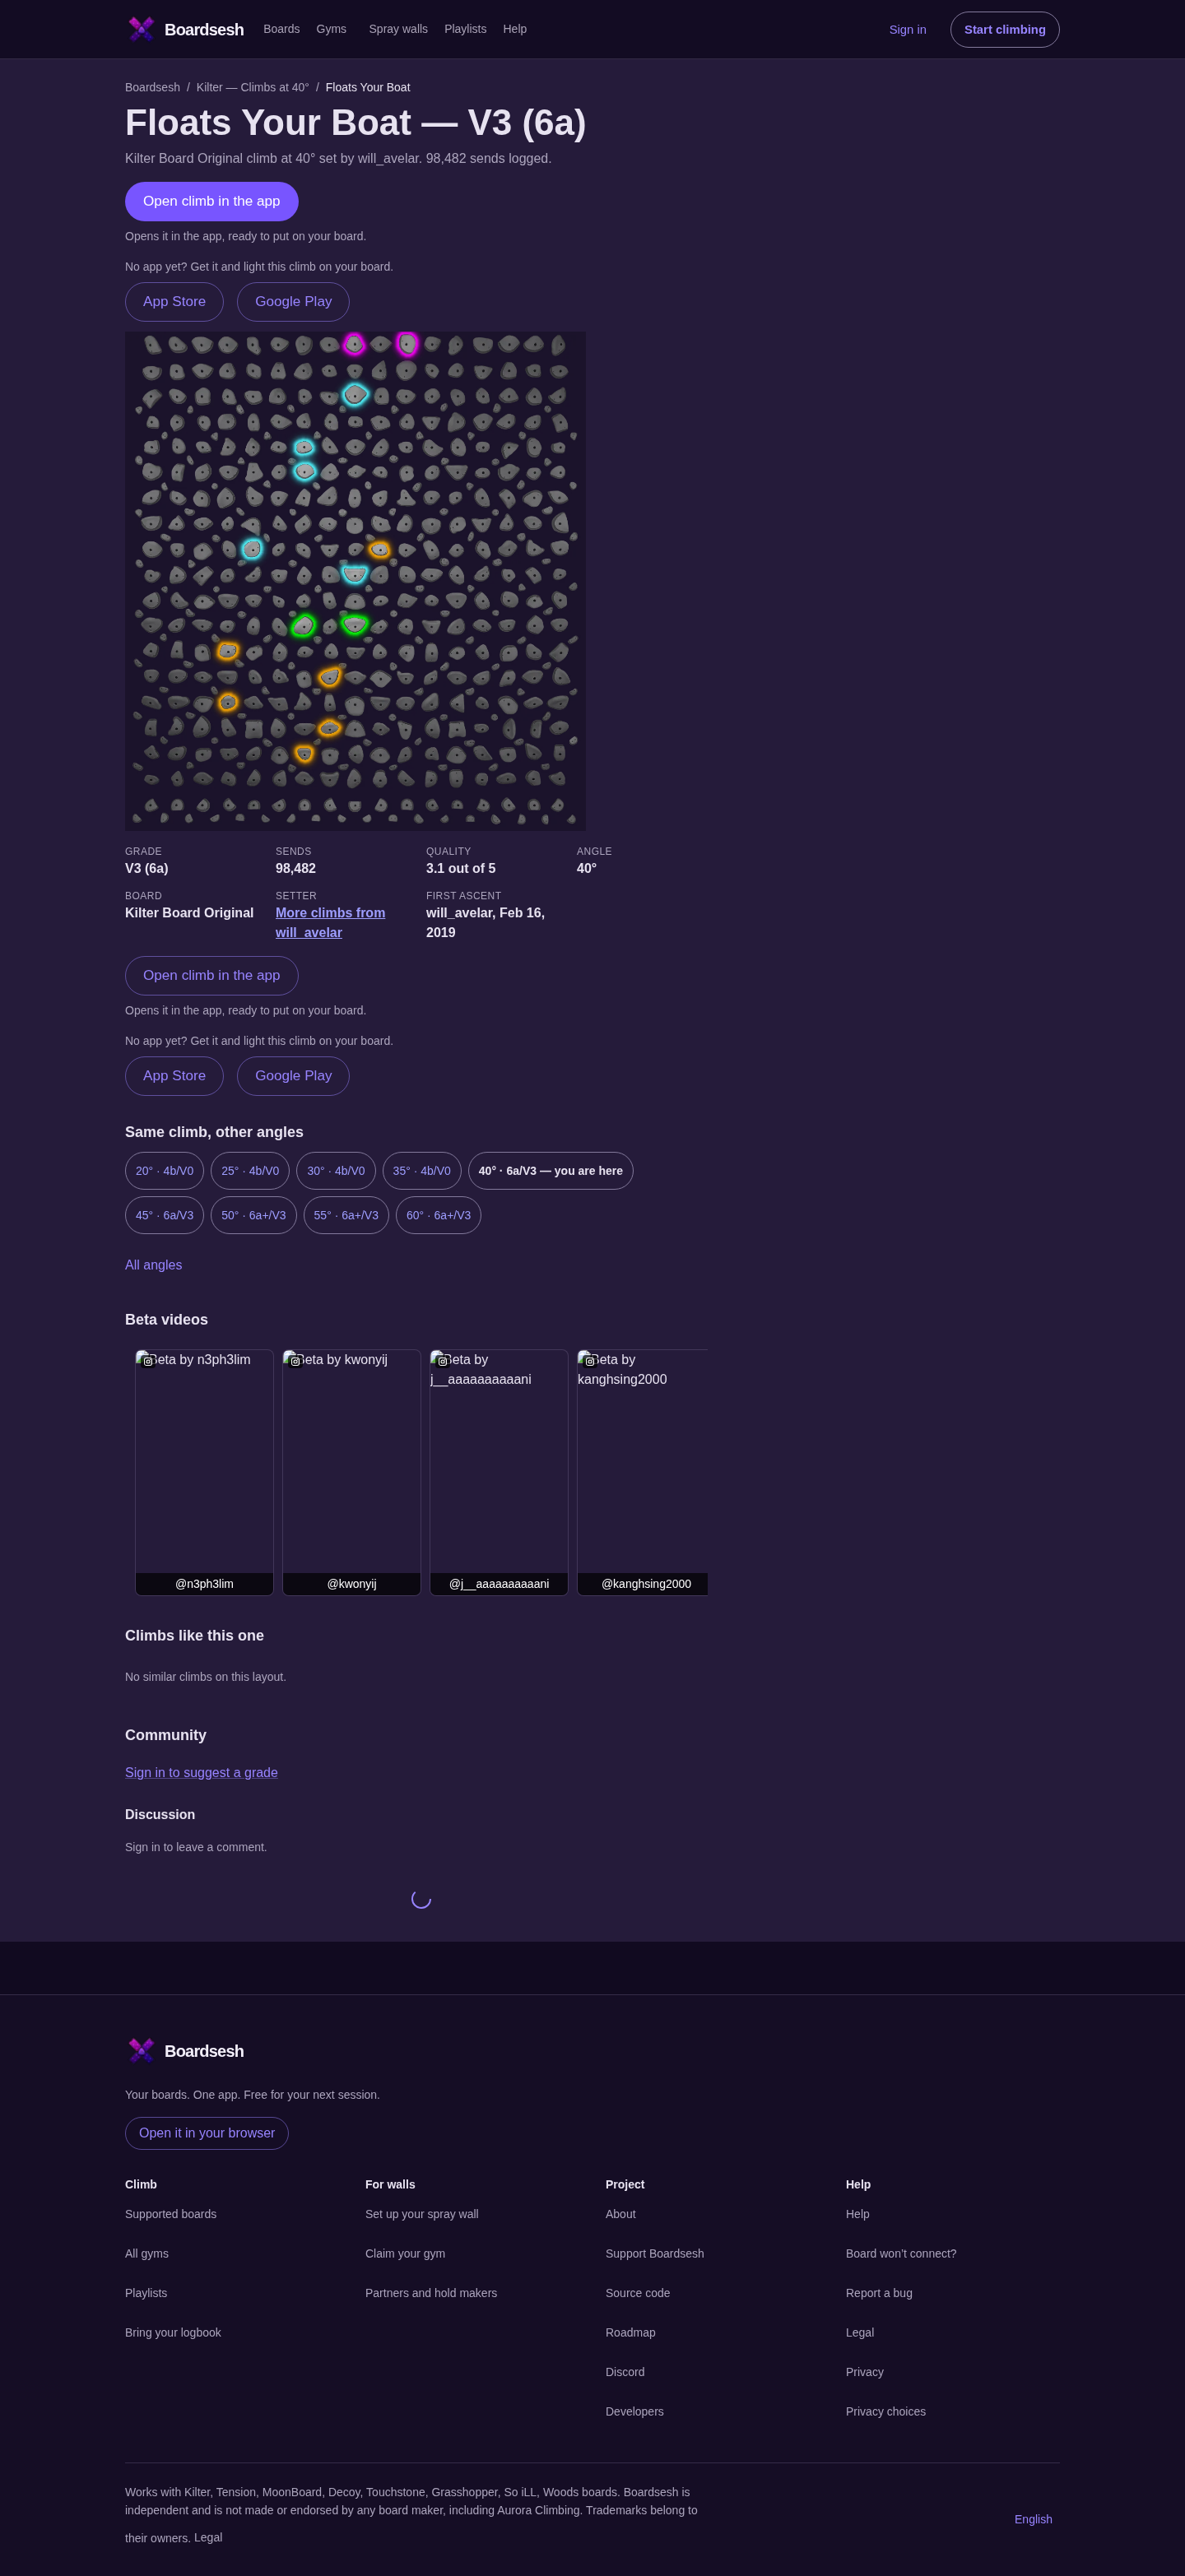 Boardsesh Boards Gyms Spray walls Playlists Help Sign in Start climbing
Boardsesh / Kilter — Climbs at 40° / Floats Your Boat
Floats Your Boat — V3 (6a)
Kilter Board Original climb at 40° set by will_avelar. 98,482 sends logged.
Open climb in the app
Opens it in the app, ready to put on your board.
No app yet? Get it and light this climb on your board.
App Store Google Play
GRADE SENDS QUALITY ANGLE
V3 (6a) 98,482 3.1 out of 5 40°
BOARD SETTER FIRST ASCENT
Kilter Board Original More climbs from will_avelar, Feb 16,
will_avelar 2019
Open climb in the app
Opens it in the app, ready to put on your board.
No app yet? Get it and light this climb on your board.
App Store Google Play
Same climb, other angles
20° · 4b/V0 25° · 4b/V0 30° · 4b/V0 35° · 4b/V0 40° · 6a/V3 — you are here
45° · 6a/V3 50° · 6a+/V3 55° · 6a+/V3 60° · 6a+/V3
All angles
Beta videos
Beta by n3ph3lim Beta by kwonyij Beta by Beta by
j__aaaaaaaaaani kanghsing2000
@n3ph3lim @kwonyij @j__aaaaaaaaaani @kanghsing2000
Climbs like this one
No similar climbs on this layout.
Community
Sign in to suggest a grade
Discussion
Sign in to leave a comment.
Boardsesh
Your boards. One app. Free for your next session.
Open it in your browser
Climb For walls Project Help
Supported boards Set up your spray wall About Help
All gyms Claim your gym Support Boardsesh Board won't connect?
Playlists Partners and hold makers Source code Report a bug
Bring your logbook Roadmap Legal
Discord Privacy
Developers Privacy choices
Works with Kilter, Tension, MoonBoard, Decoy, Touchstone, Grasshopper, So iLL, Woods boards. Boardsesh is
independent and is not made or endorsed by any board maker, including Aurora Climbing. Trademarks belong to
their owners. Legal
English